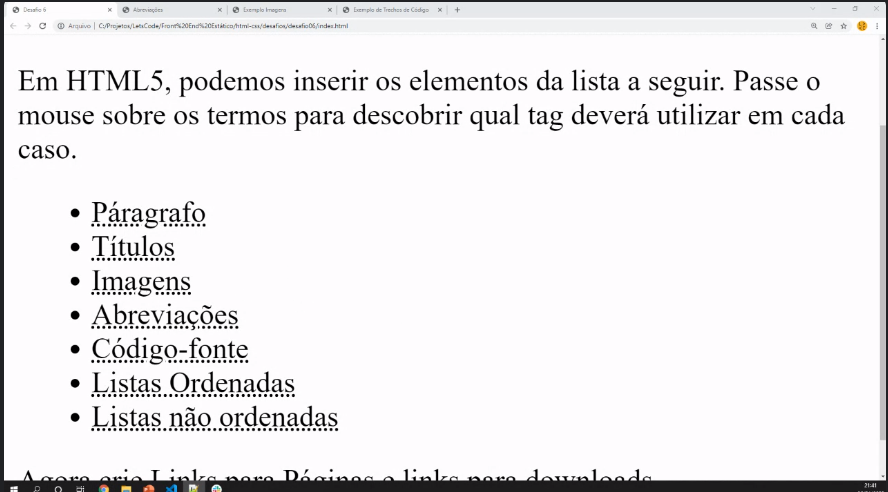 Desafio 6
Abreviações
Exemplo Imagens
Exemplo de Trechos de Código
Arquivo | C:/Projetos/LetsCode/Front%20End%20Estático/html-css/desafios/desafio06/index.html
Em HTML5, podemos inserir os elementos da lista a seguir. Passe o
mouse sobre os termos para descobrir qual tag deverá utilizar em cada
caso.
• Páragrafo
• Títulos
• Imagens
• Abreviações
• Código-fonte
• Listas Ordenadas
• Listas não ordenadas
Agora crie Links para Páginas e links para downloads
21:41